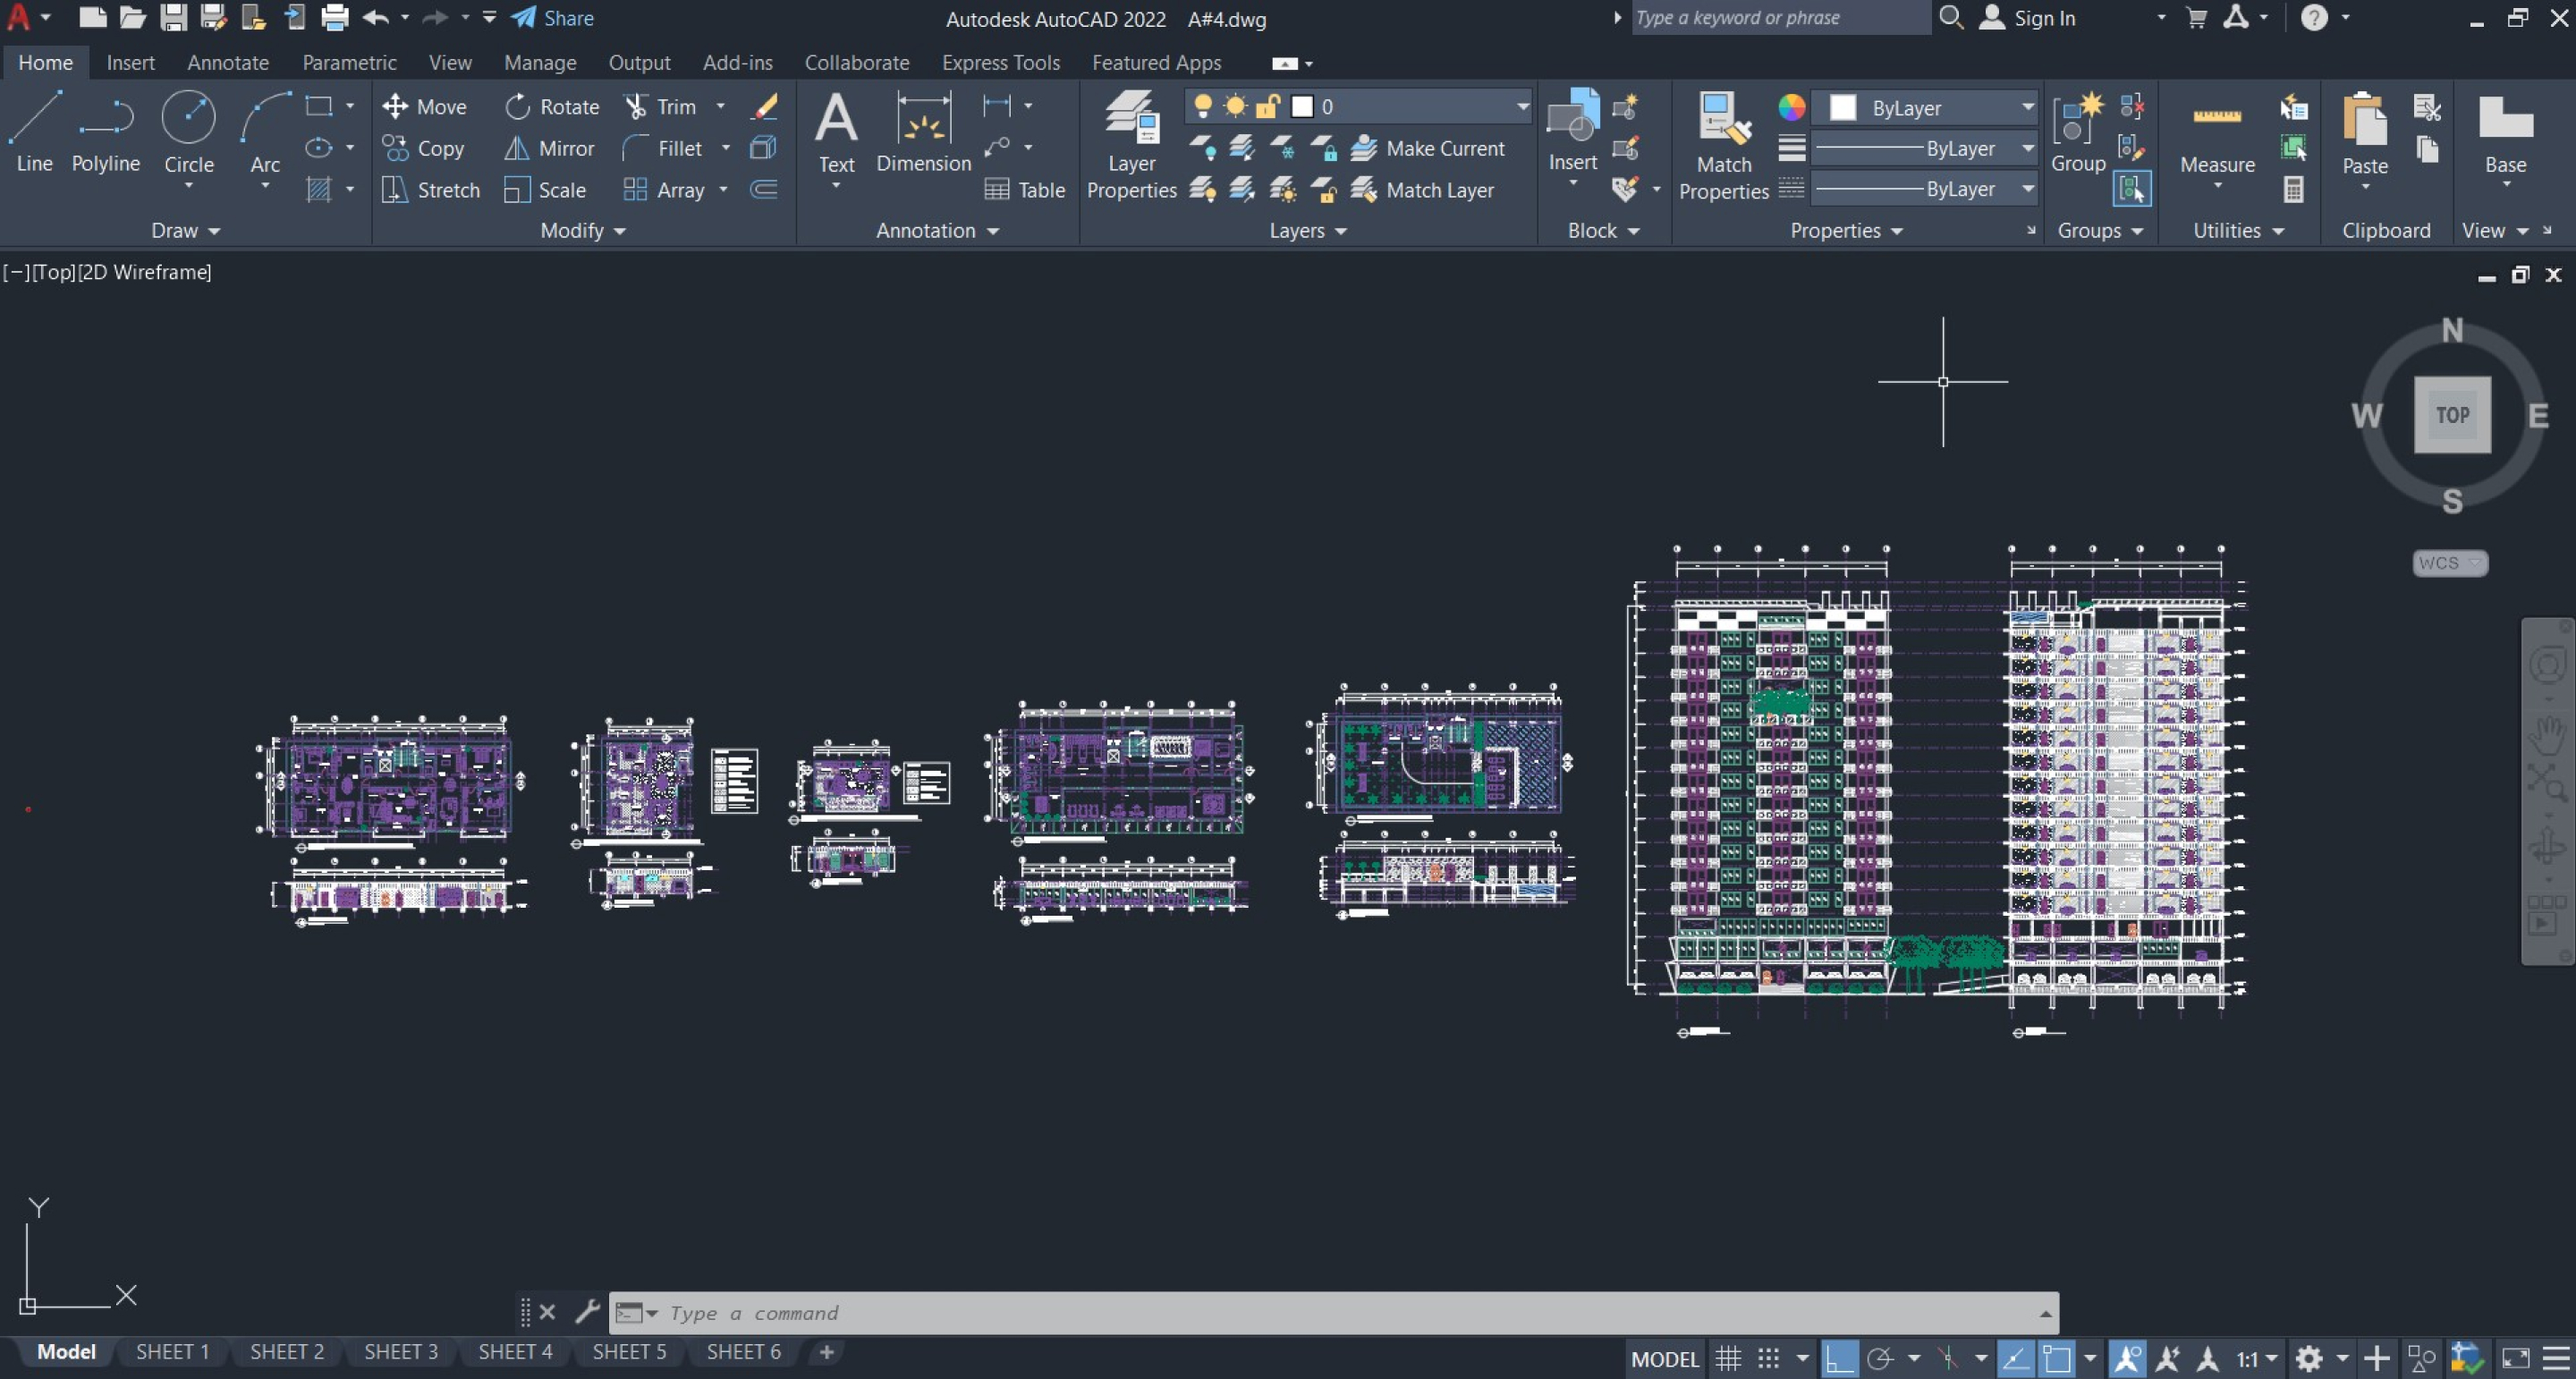 Share
Autodesk AutoCAD 2022 A#4.dwg
Type a keyword or phrase
Sign In
Home Insert Annotate Parametric View Manage Output Add-ins Collaborate Express Tools Featured Apps
Line Polyline Circle Arc
Move Rotate Trim
Copy Mirror Fillet
Stretch Scale Array
Text Dimension Table
Layer Properties
0
Make Current
Match Layer
Insert
Match Properties
ByLayer
ByLayer
ByLayer
Group
Measure
Paste
Base
Draw Modify Annotation Layers Block Properties Groups Utilities Clipboard View
[−][Top][2D Wireframe]
N
W TOP E
S
WCS
Y
X
Type a command
Model SHEET 1 SHEET 2 SHEET 3 SHEET 4 SHEET 5 SHEET 6 +
MODEL 1:1